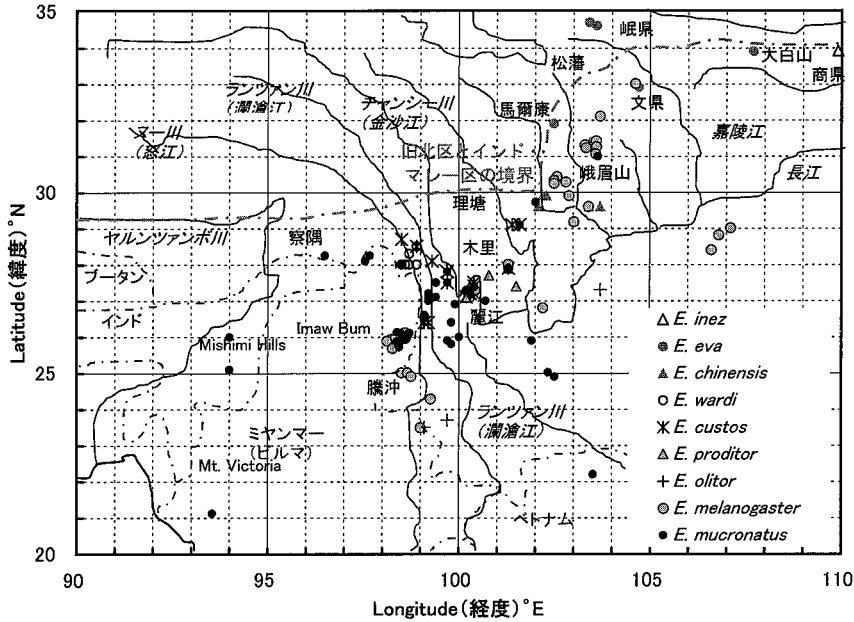 35
岷県
大白山
ランツァン川
(瀾滄江)
松藩
商県
チャンシー川
(金沙江)
馬爾康
文県
ヌー川
(怒江)
嘉陵江
旧北区とインド…
マレー区の境界
峨眉山
長江
30
理塘
ヤルンツァンポ川
察隅
木里
ブータン
インド
Imaw Bum
麗江
Mishimi Hills
25
騰冲
ランツァン川
(瀾滄江)
ミヤンマー
(ビルマ)
Mt. Victoria
ベトナム
20
E. inez
E. eva
E. chinensis
E. wardi
E. custos
E. proditor
E. olitor
E. melanogaster
E. mucronatus
90
95
100
105
110
Longitude(経度)°E
Latitude(緯度)°N